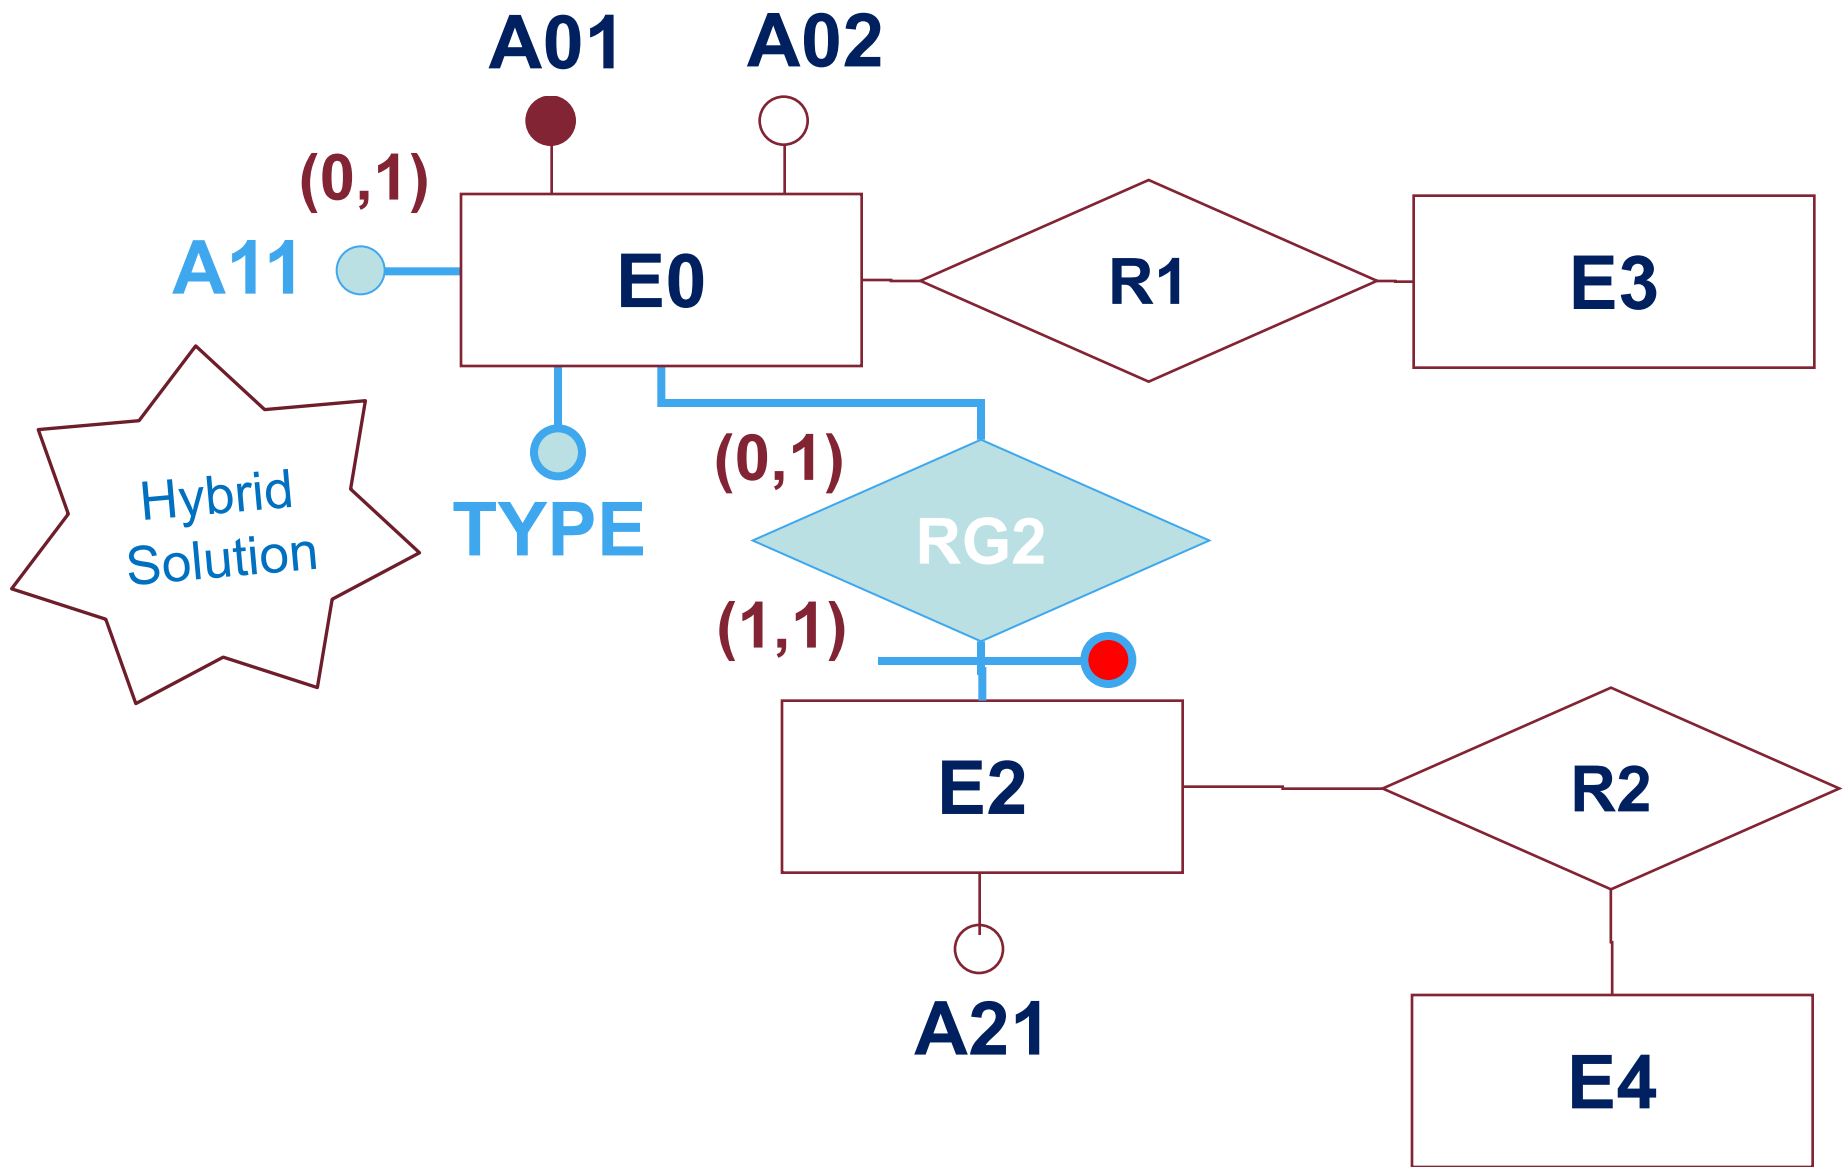 A01
A02
(0,1)
A11
E0
R1
E3
Hybrid
Solution
TYPE
(0,1)
RG2
(1,1)
E2
R2
A21
E4